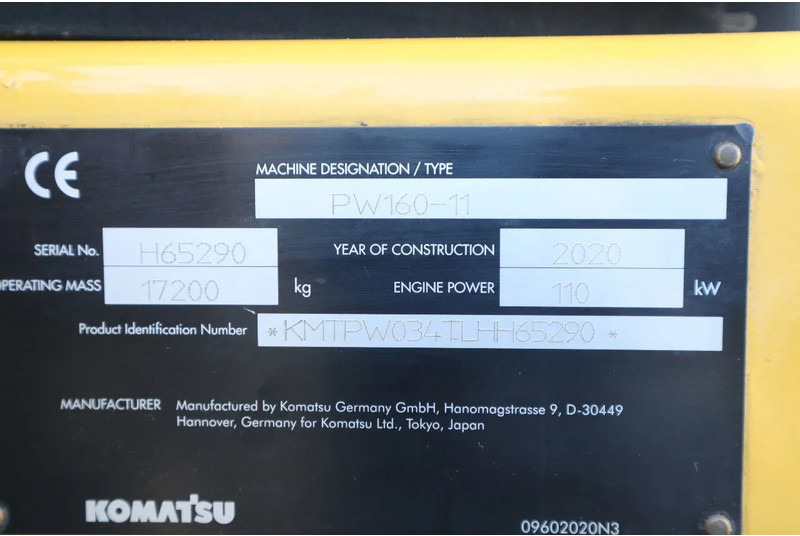 CE
MACHINE DESIGNATION / TYPE
PW160-11
SERIAL No. H65290 YEAR OF CONSTRUCTION 2020
OPERATING MASS 17200 kg ENGINE POWER 110 kW
Product Identification Number *KMTPW034TLHH65290*
MANUFACTURER Manufactured by Komatsu Germany GmbH, Hanomagstrasse 9, D-30449
Hannover, Germany for Komatsu Ltd., Tokyo, Japan
KOMATSU
09602020N3